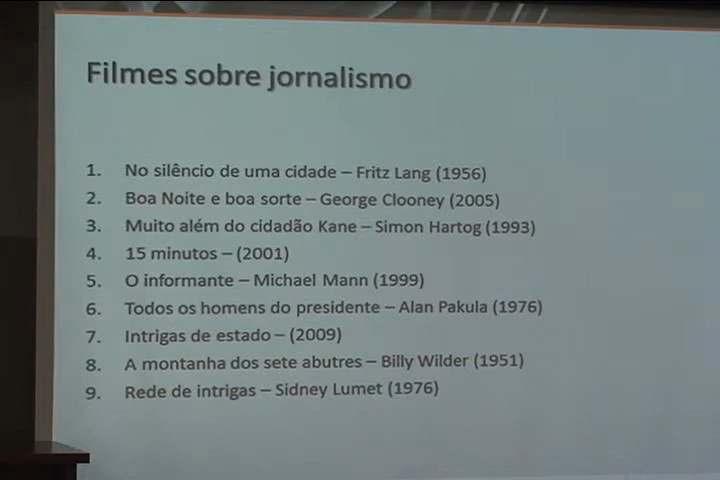 Filmes sobre jornalismo
1. No silêncio de uma cidade – Fritz Lang (1956)
2. Boa Noite e boa sorte – George Clooney (2005)
3. Muito além do cidadão Kane – Simon Hartog (1993)
4. 15 minutos – (2001)
5. O informante – Michael Mann (1999)
6. Todos os homens do presidente – Alan Pakula (1976)
7. Intrigas de estado – (2009)
8. A montanha dos sete abutres – Billy Wilder (1951)
9. Rede de intrigas – Sidney Lumet (1976)